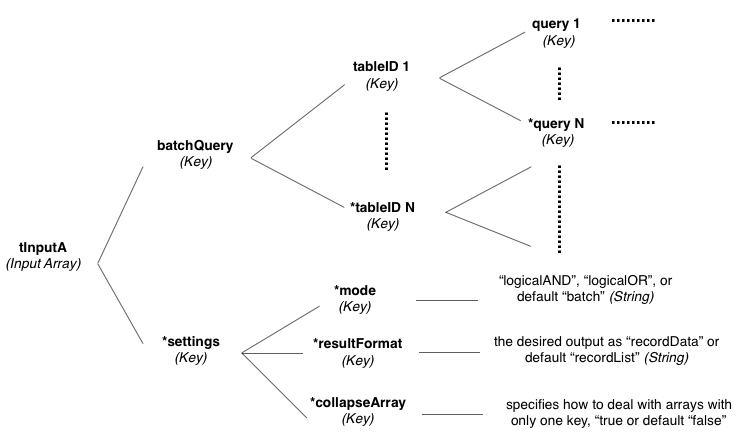 query 1
(Key)
tableID 1
(Key)
*query N
(Key)
batchQuery
(Key)
*tableID N
(Key)
tInputA
(Input Array)
*mode
(Key)
“logicalAND”, “logicalOR”, or
default “batch” (String)
*settings
(Key)
*resultFormat
(Key)
the desired output as “recordData” or
default “recordList” (String)
*collapseArray
(Key)
specifies how to deal with arrays with
only one key, “true or default “false”